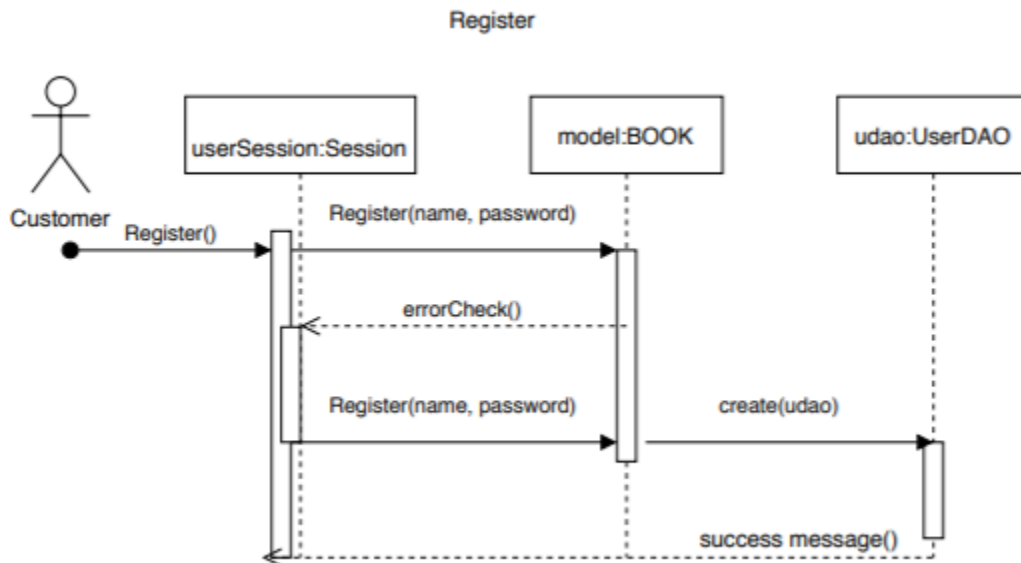 Register
userSession:Session
model:BOOK
udao:UserDAO
Customer
Register()
Register(name, password)
errorCheck()
Register(name, password)
create(udao)
success message()